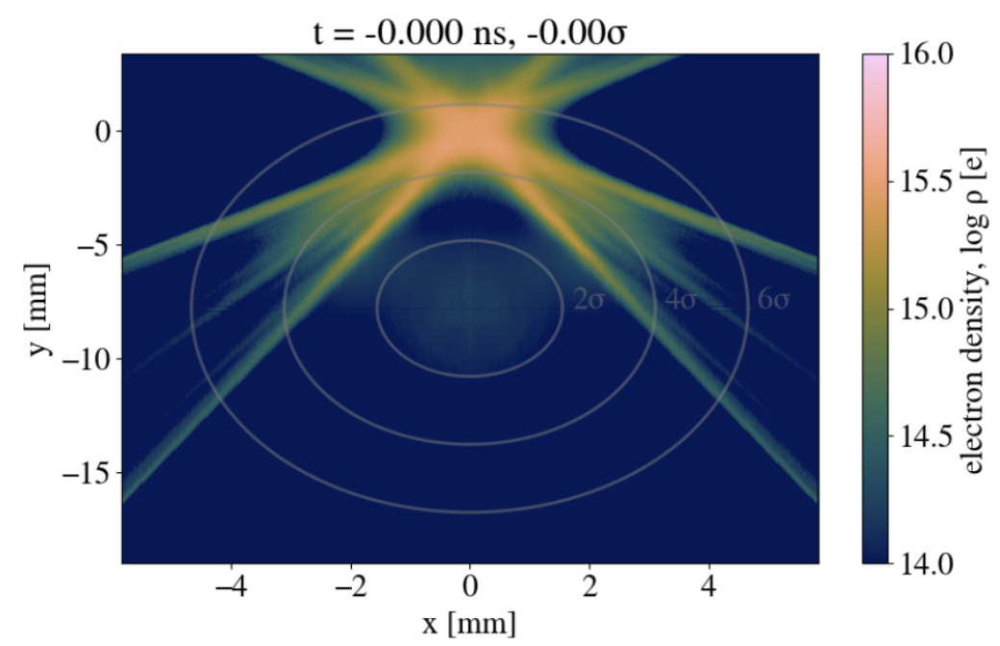 t = -0.000 ns, -0.00σ
16.0
15.5
15.0
14.5
14.0
electron density, log ρ [e]
0
−5
−10
−15
y [mm]
2σ
4σ
6σ
−4
−2
0
2
4
x [mm]